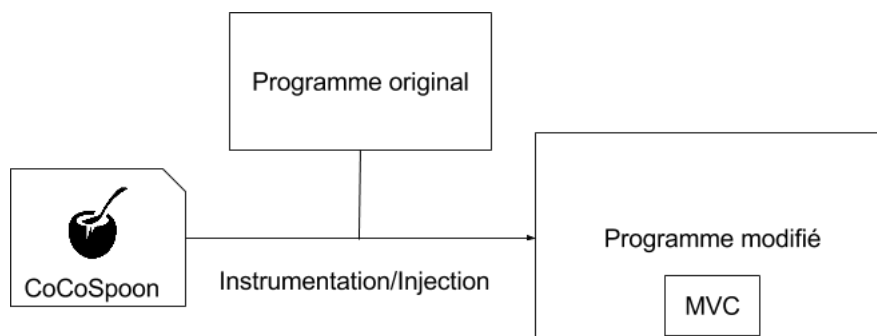 Programme original
CoCoSpoon
Instrumentation/Injection
Programme modifié
MVC